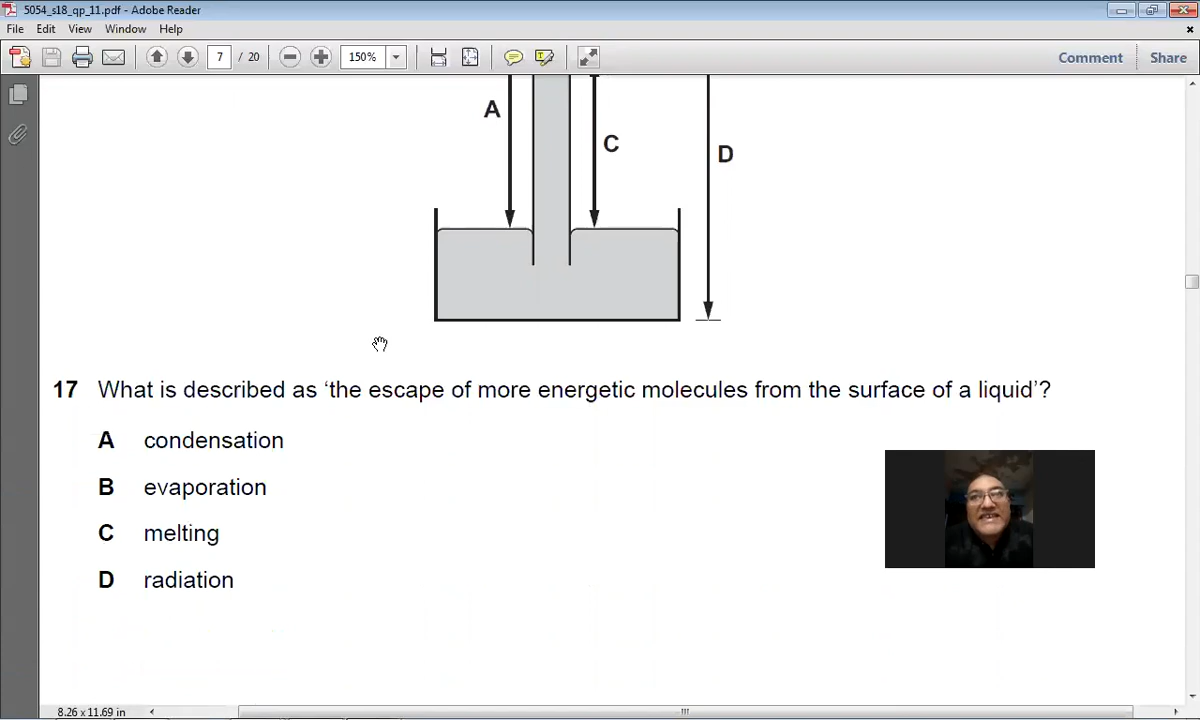 5054_s18_qp_11.pdf - Adobe Reader
File Edit View Window Help
7 / 20 150% Comment Share
A
C
D
17 What is described as ‘the escape of more energetic molecules from the surface of a liquid’?
A condensation
B evaporation
C melting
D radiation
8.26 x 11.69 in